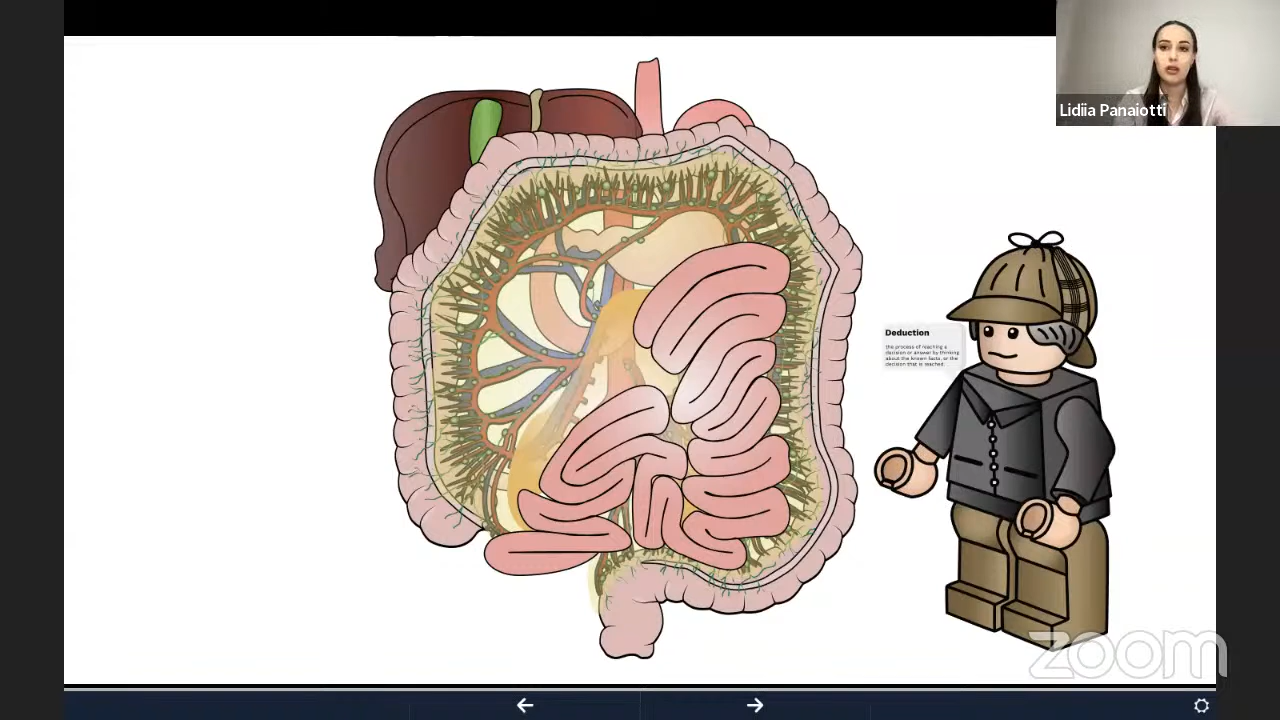 Lidiia Panaiotti
Deduction
the process of reaching a
decision or answer by thinking
about the known facts, or the
decision that is reached.
zoom